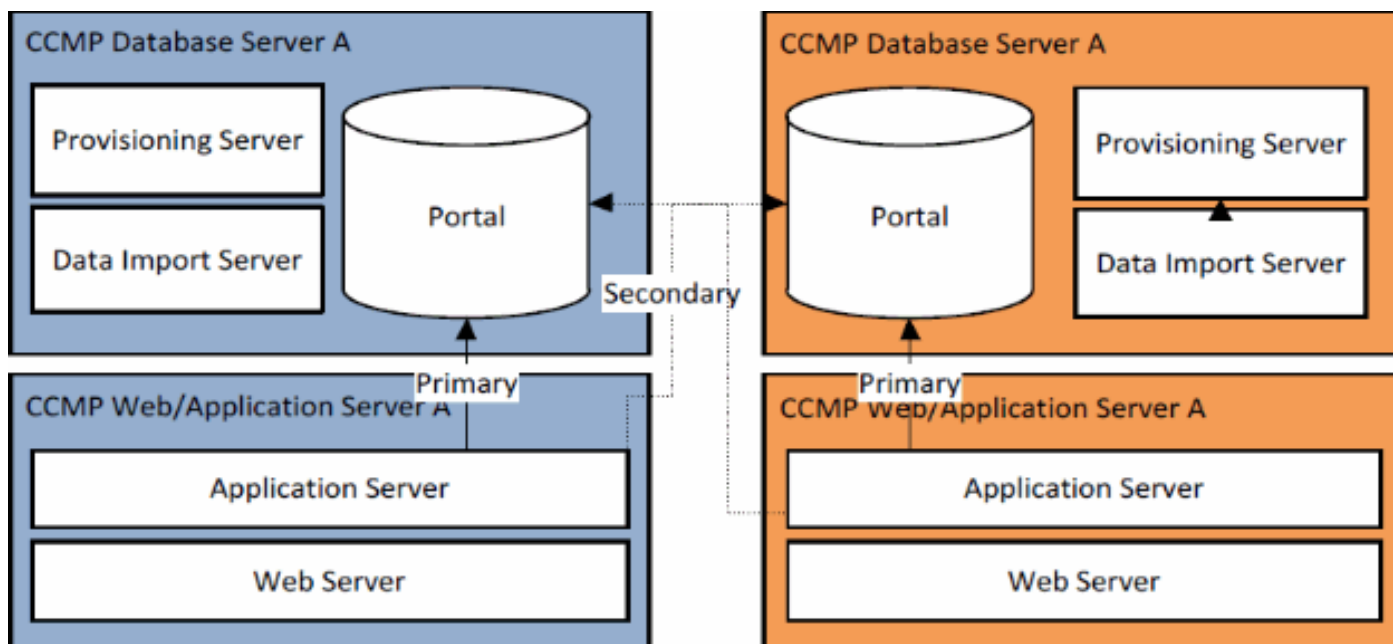 CCMP Database Server A
Provisioning Server
Data Import Server
Portal
Primary
CCMP Web/Application Server A
Application Server
Web Server
Secondary
CCMP Database Server A
Portal
Provisioning Server
Data Import Server
Primary
CCMP Web/Application Server A
Application Server
Web Server